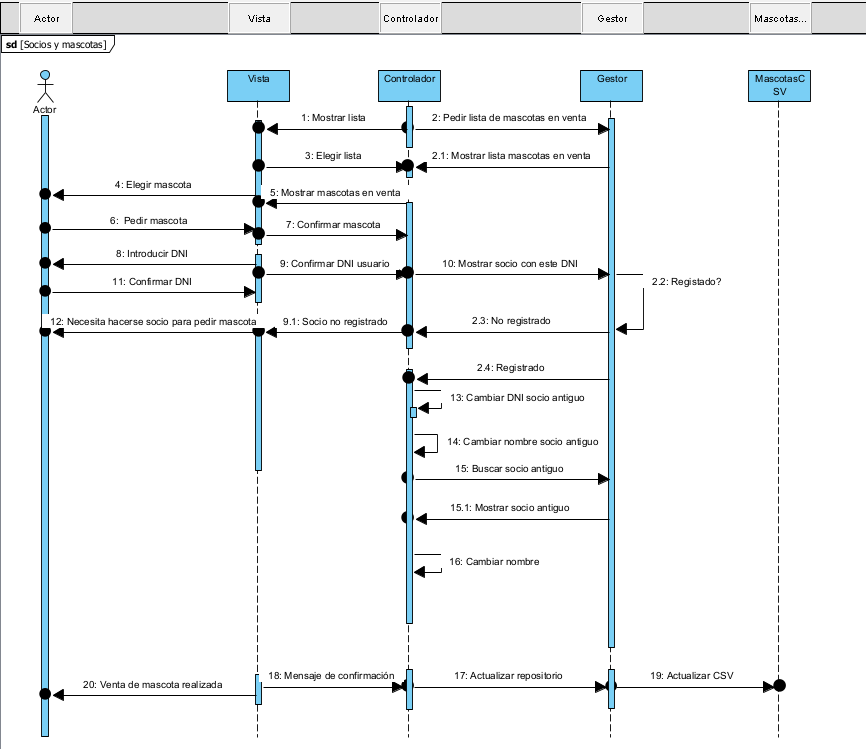 Actor
Vista
Controlador
Gestor
Mascotas...
sd [Socios y mascotas]
Actor
Vista
Controlador
Gestor
MascotasC
SV
1: Mostrar lista
2: Pedir lista de mascotas en venta
3: Elegir lista
2.1: Mostrar lista mascotas en venta
4: Elegir mascota
5: Mostrar mascotas en venta
6: Pedir mascota
7: Confirmar mascota
8: Introducir DNI
9: Confirmar DNI usuario
10: Mostrar socio con este DNI
11: Confirmar DNI
2.2: Registado?
12: Necesita hacerse socio para pedir mascota
9.1: Socio no registrado
2.3: No registrado
2.4: Registrado
13: Cambiar DNI socio antiguo
14: Cambiar nombre socio antiguo
15: Buscar socio antiguo
15.1: Mostrar socio antiguo
16: Cambiar nombre
18: Mensaje de confirmación
17: Actualizar repositorio
19: Actualizar CSV
20: Venta de mascota realizada